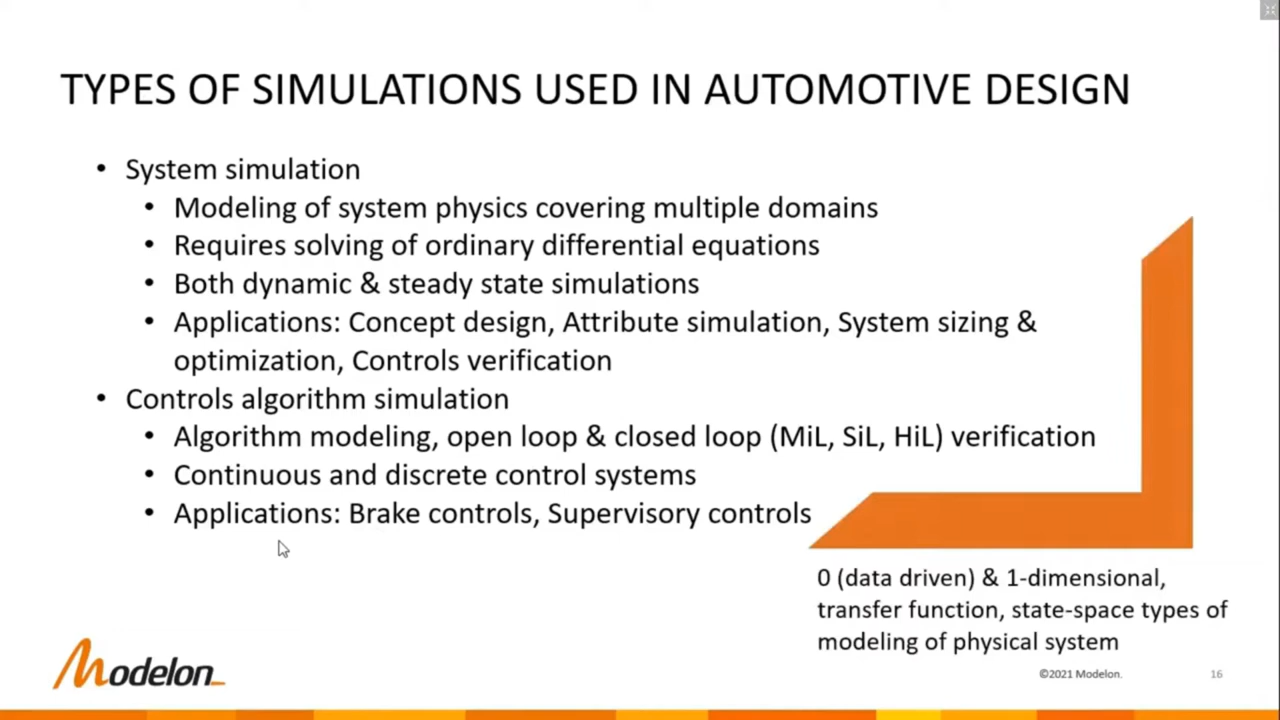 TYPES OF SIMULATIONS USED IN AUTOMOTIVE DESIGN
• System simulation
• Modeling of system physics covering multiple domains
• Requires solving of ordinary differential equations
• Both dynamic & steady state simulations
• Applications: Concept design, Attribute simulation, System sizing &
optimization, Controls verification
• Controls algorithm simulation
• Algorithm modeling, open loop & closed loop (MiL, SiL, HiL) verification
• Continuous and discrete control systems
• Applications: Brake controls, Supervisory controls
0 (data driven) & 1-dimensional,
transfer function, state-space types of
modeling of physical system
Modelon
©2021 Modelon.
16